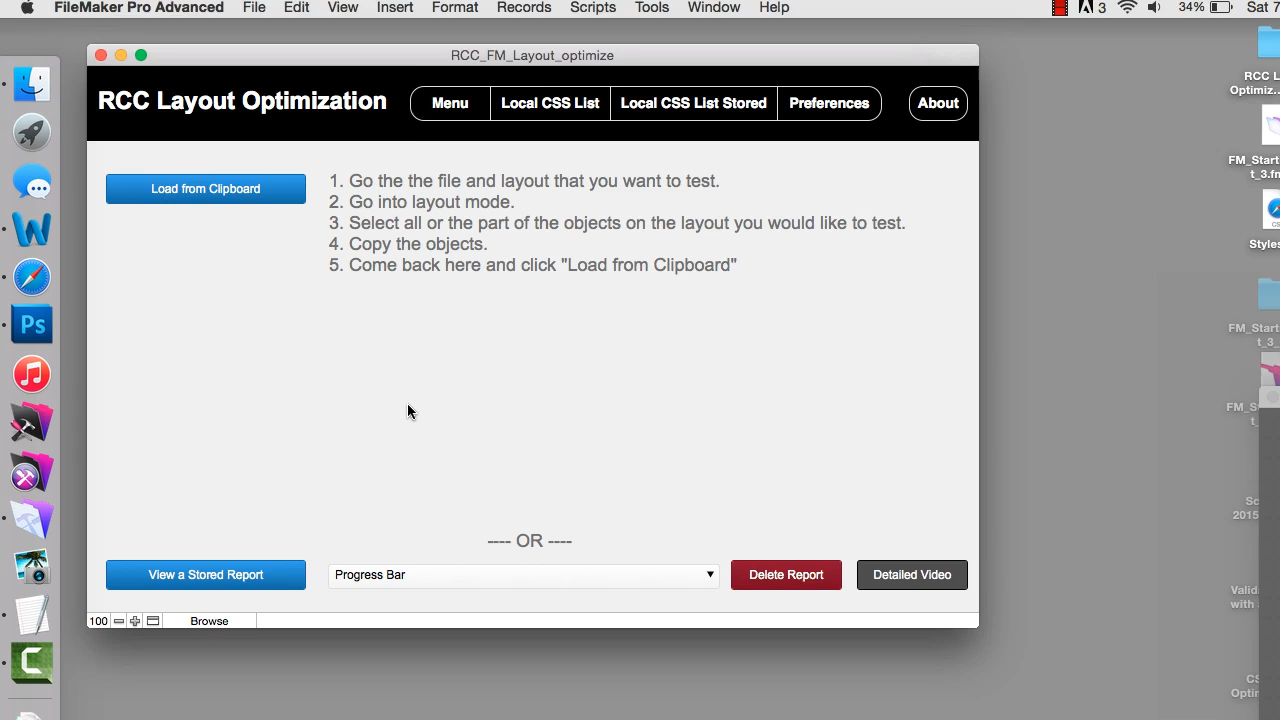 FileMaker Pro Advanced File Edit View Insert Format Records Scripts Tools Window Help 3 34% Sat 7
RCC_FM_Layout_optimize
RCC Layout Optimization Menu Local CSS List Local CSS List Stored Preferences About
Load from Clipboard
1. Go the the file and layout that you want to test.
2. Go into layout mode.
3. Select all or the part of the objects on the layout you would like to test.
4. Copy the objects.
5. Come back here and click "Load from Clipboard"
---- OR ----
View a Stored Report Progress Bar Delete Report Detailed Video
100 Browse
W
Ps
C
RCC L
Optimiz...
FM_Start
t_3.fm
Styles
FM_Start
t_3_
FM_S
t_
Sc
2015
Valid
with
CS
Opti